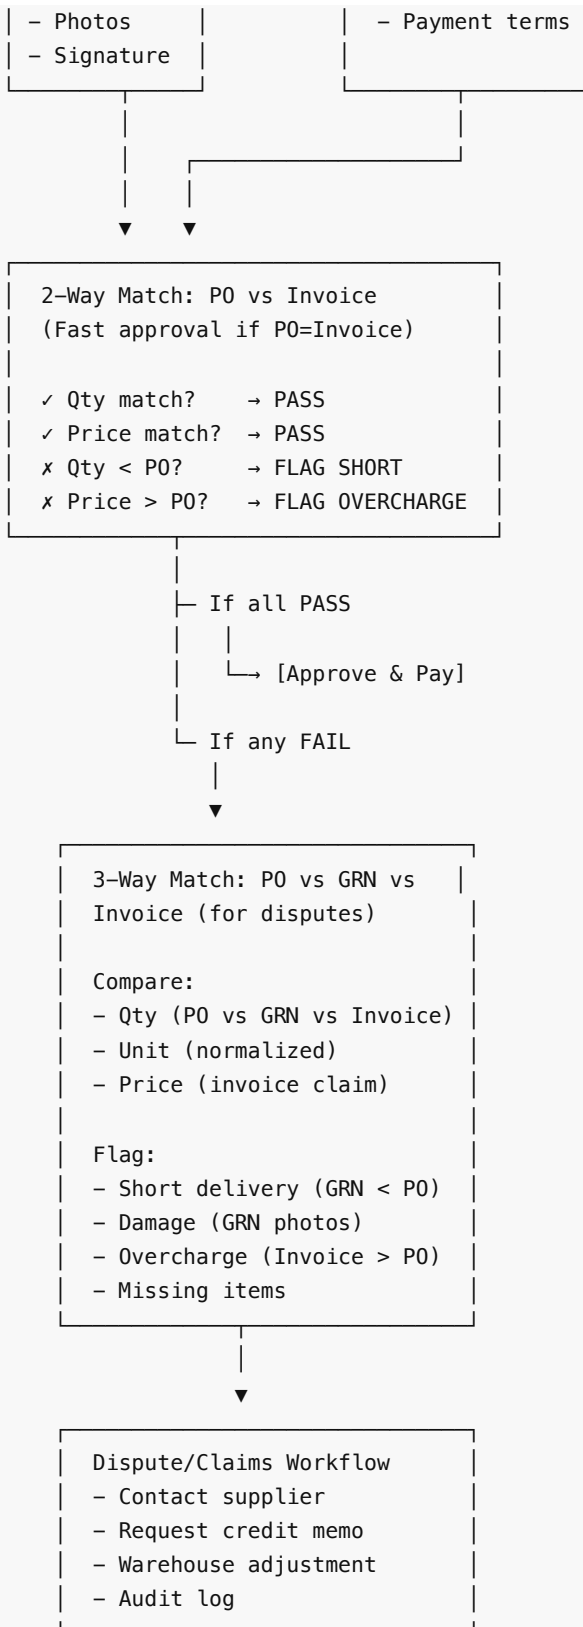 - Photos - Payment terms
- Signature
2-Way Match: PO vs Invoice
(Fast approval if PO=Invoice)
✓ Qty match? → PASS
✓ Price match? → PASS
✗ Qty < PO? → FLAG SHORT
✗ Price > PO? → FLAG OVERCHARGE
If all PASS
[Approve & Pay]
If any FAIL
3-Way Match: PO vs GRN vs
Invoice (for disputes)
Compare:
- Qty (PO vs GRN vs Invoice)
- Unit (normalized)
- Price (invoice claim)
Flag:
- Short delivery (GRN < PO)
- Damage (GRN photos)
- Overcharge (Invoice > PO)
- Missing items
Dispute/Claims Workflow
- Contact supplier
- Request credit memo
- Warehouse adjustment
- Audit log